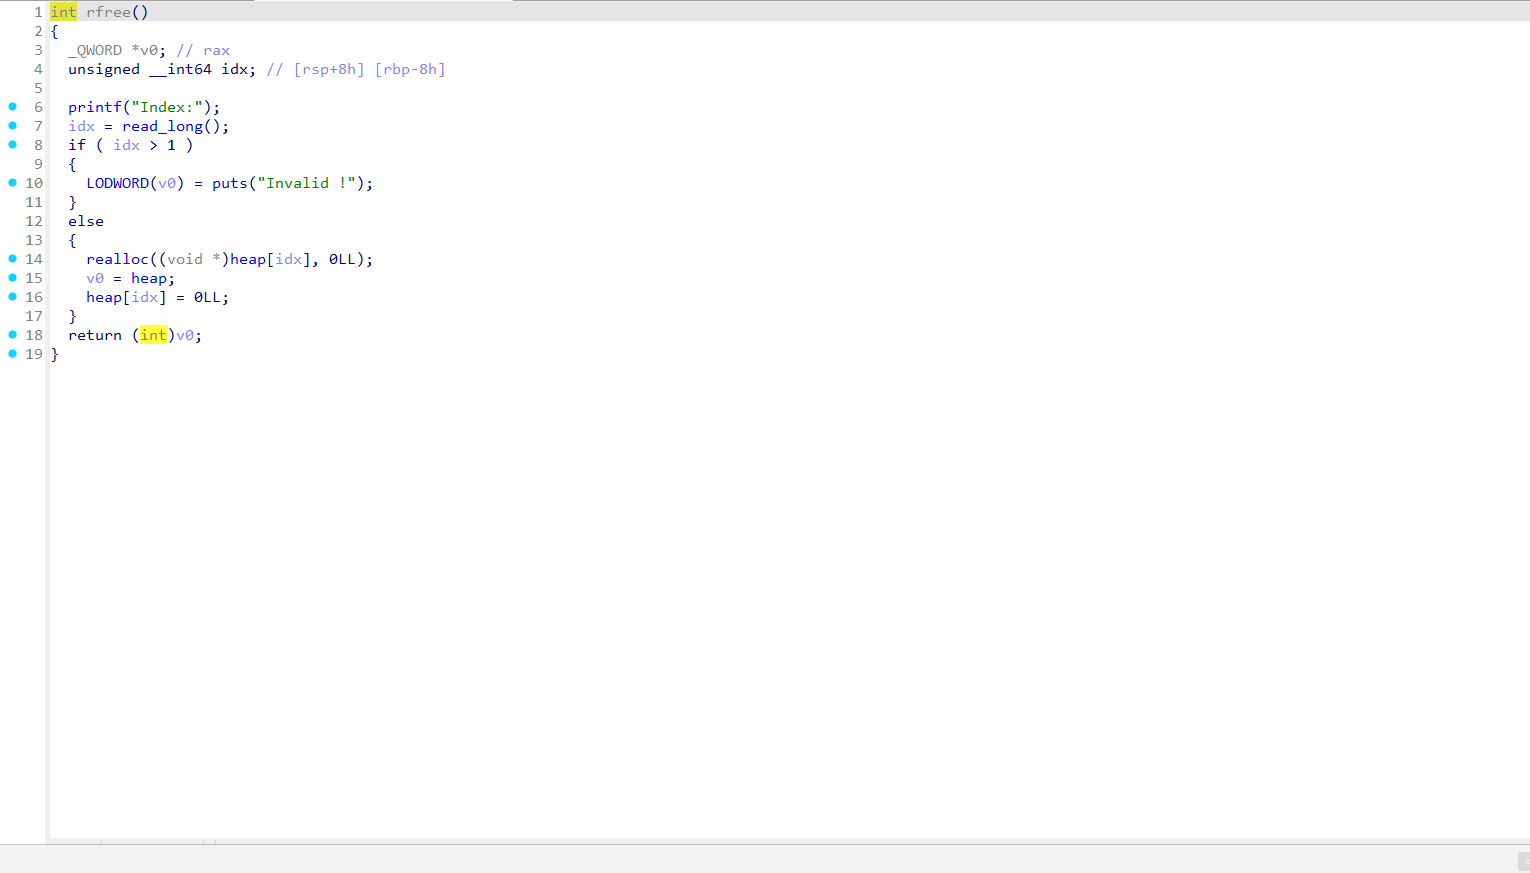 1 int rfree()
2 {
3 _QWORD *v0; // rax
4 unsigned __int64 idx; // [rsp+8h] [rbp-8h]
5
6 printf("Index:");
7 idx = read_long();
8 if ( idx > 1 )
9 {
10 LODWORD(v0) = puts("Invalid !");
11 }
12 else
13 {
14 realloc((void *)heap[idx], 0LL);
15 v0 = heap;
16 heap[idx] = 0LL;
17 }
18 return (int)v0;
19 }